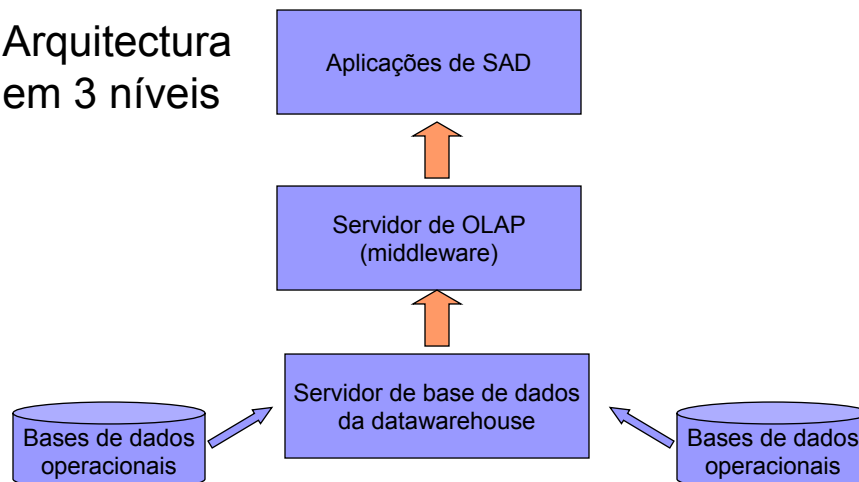 Arquitectura
em 3 níveis
Aplicações de SAD
Servidor de OLAP
(middleware)
Servidor de base de dados
da datawarehouse
Bases de dados
operacionais
Bases de dados
operacionais